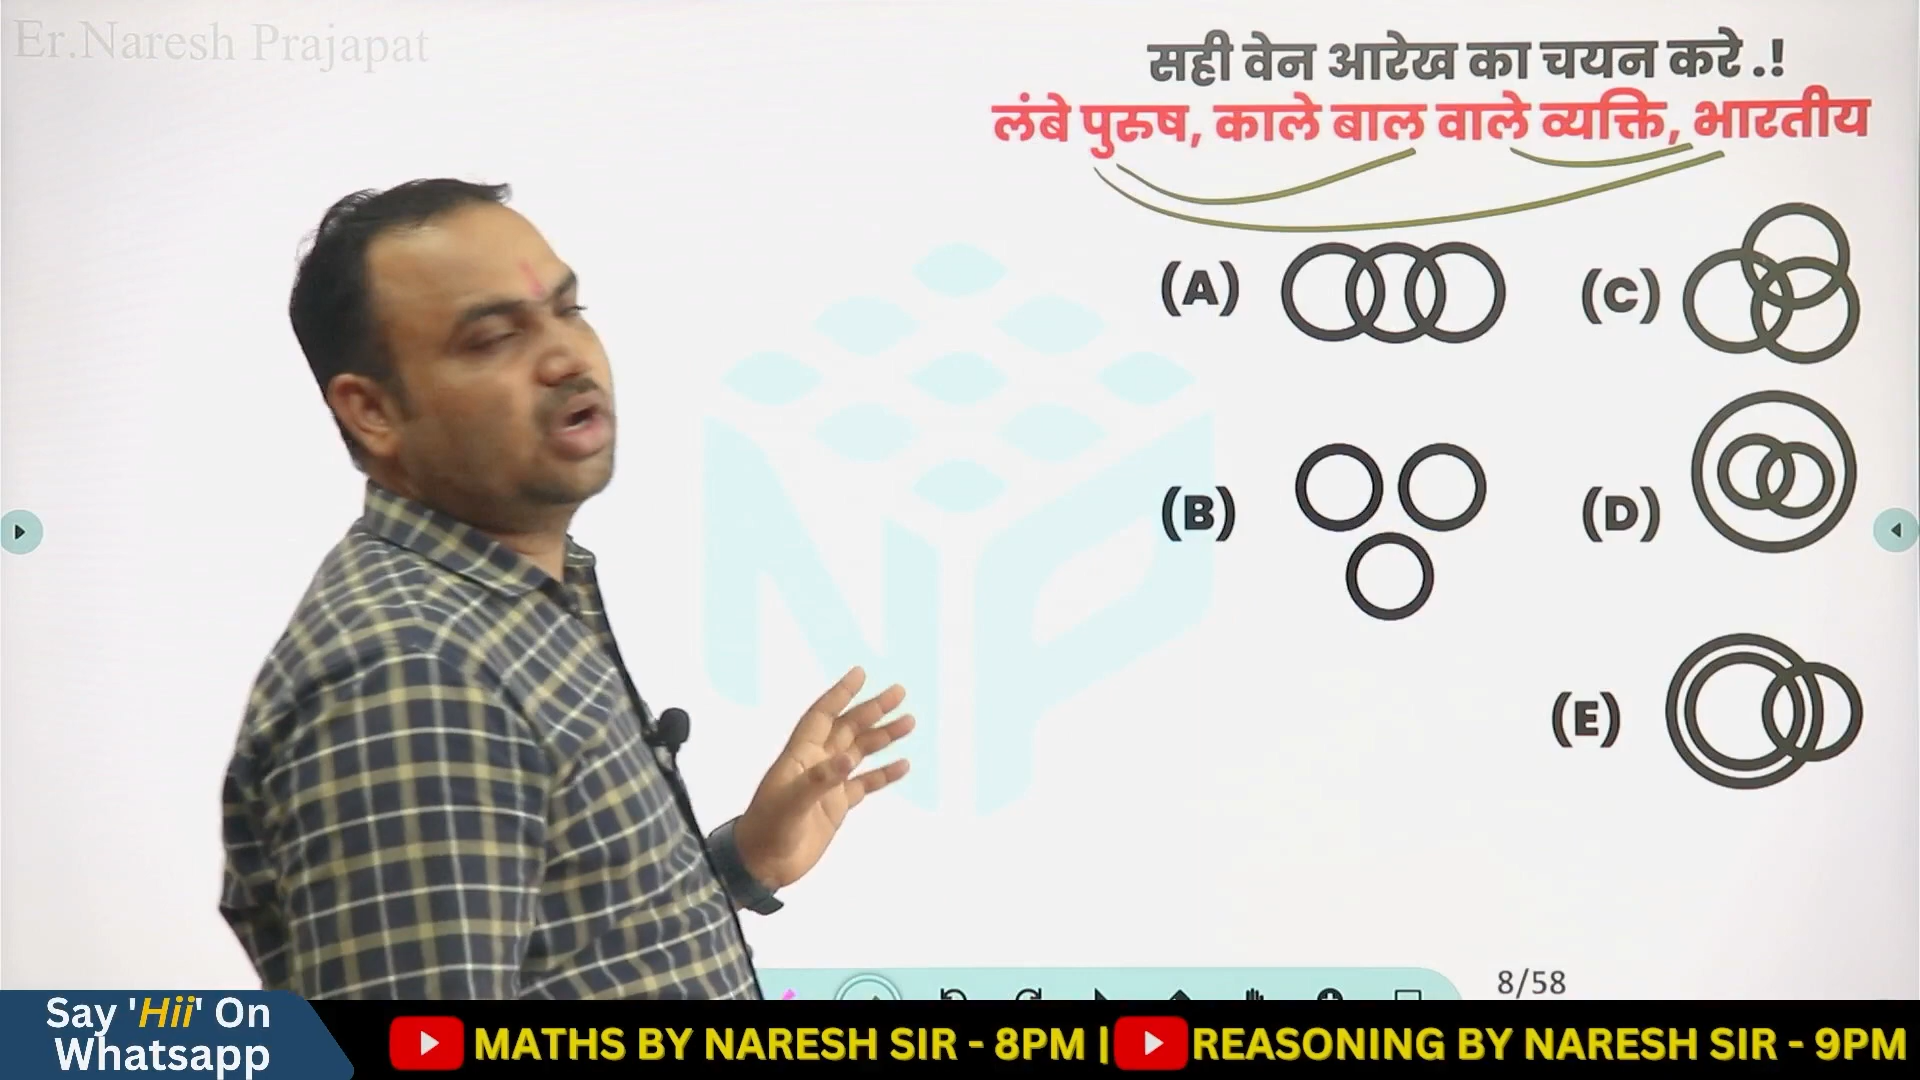 Er.Naresh Prajapat
सही वेन आरेख का चयन करे .!
लंबे पुरुष, काले बाल वाले व्यक्ति, भारतीय
(A)
(C)
(B)
(D)
(E)
NP
8/58
Say 'Hii' On
Whatsapp
MATHS BY NARESH SIR - 8PM |
REASONING BY NARESH SIR - 9PM